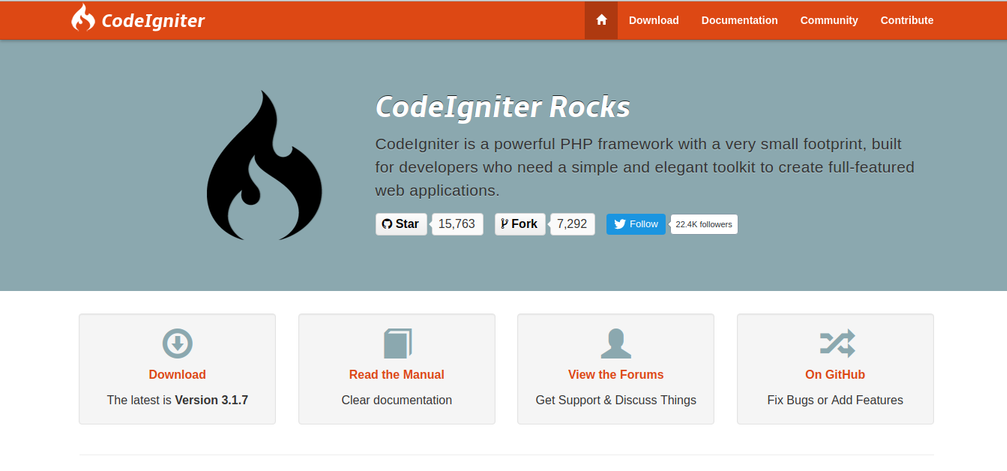 CodeIgniter
Download Documentation Community Contribute
CodeIgniter Rocks
CodeIgniter is a powerful PHP framework with a very small footprint, built
for developers who need a simple and elegant toolkit to create full-featured
web applications.
Star 15,763 Fork 7,292 Follow 22.4K followers
Download
The latest is Version 3.1.7
Read the Manual
Clear documentation
View the Forums
Get Support & Discuss Things
On GitHub
Fix Bugs or Add Features